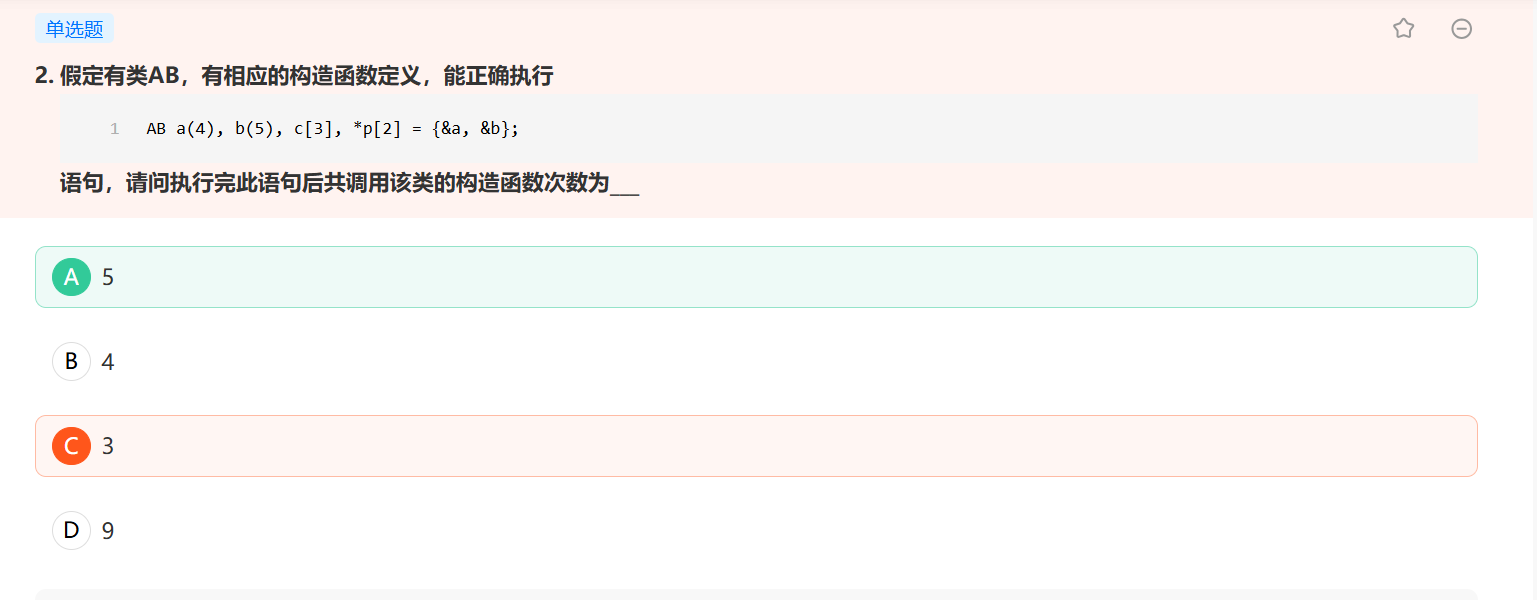 单选题
2. 假定有类AB，有相应的构造函数定义，能正确执行
1 AB a(4), b(5), c[3], *p[2] = {&a, &b};
语句，请问执行完此语句后共调用该类的构造函数次数为___
A 5
B 4
C 3
D 9